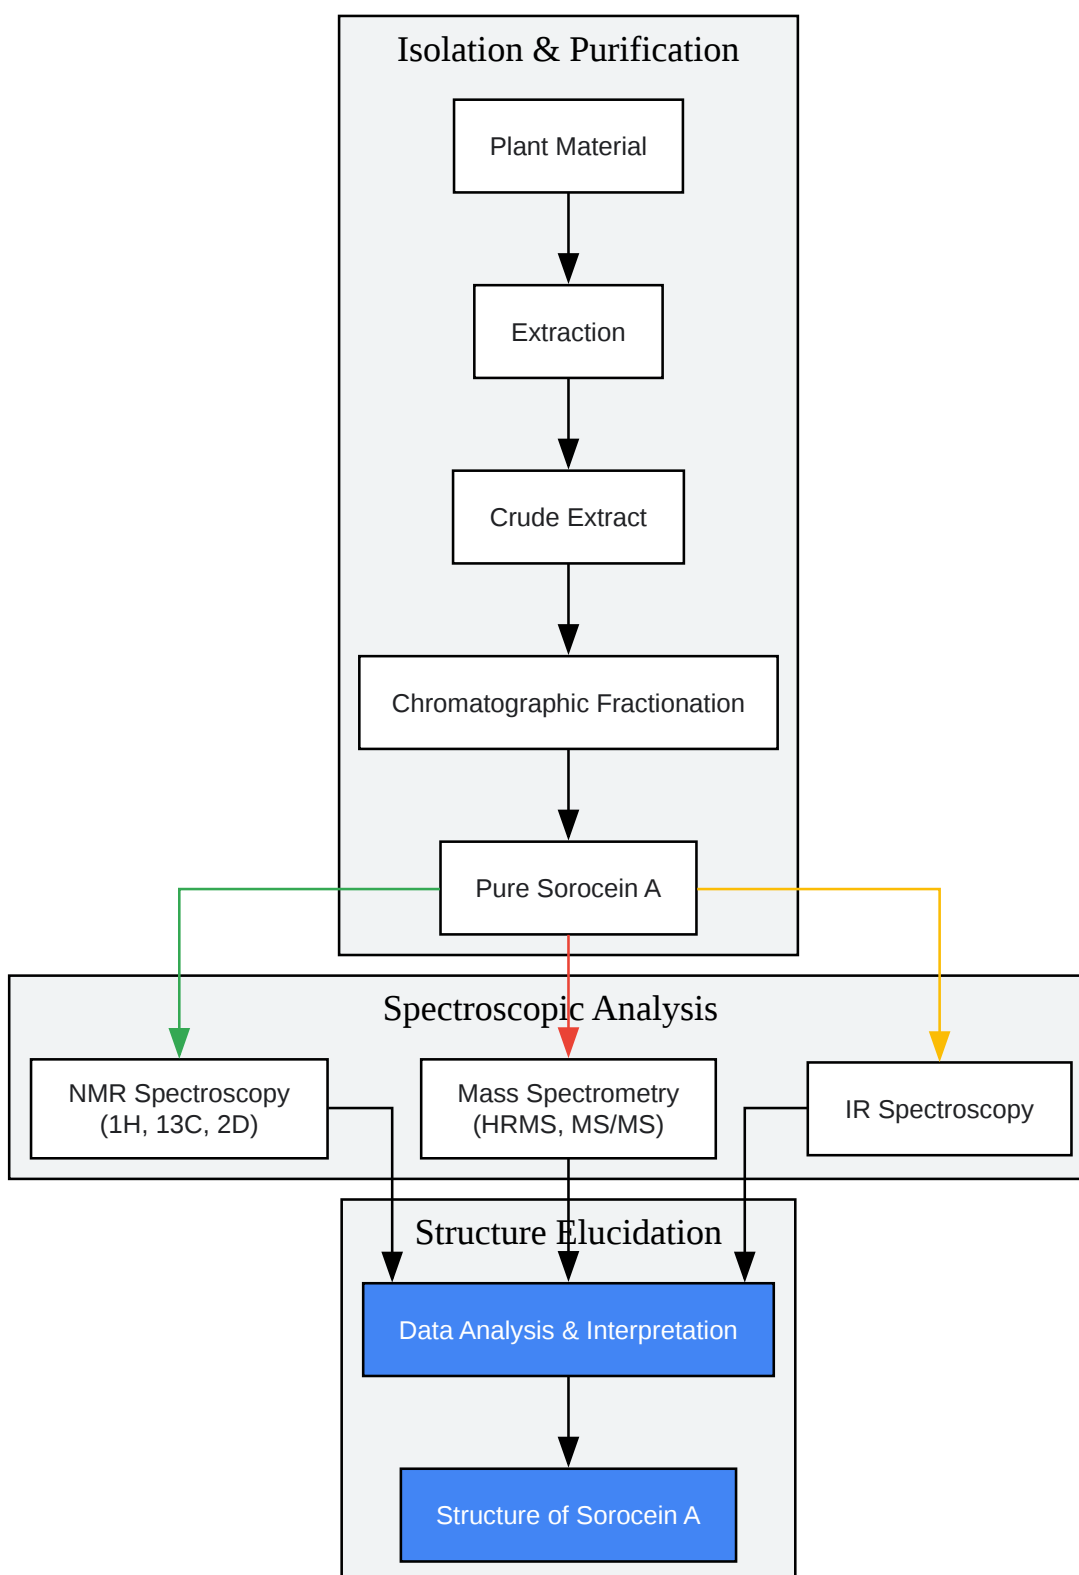 Isolation & Purification
Plant Material
Extraction
Crude Extract
Chromatographic Fractionation
Pure Sorocein A
Spectroscopic Analysis
NMR Spectroscopy
(1H, 13C, 2D)
Mass Spectrometry
(HRMS, MS/MS)
IR Spectroscopy
Structure Elucidation
Data Analysis & Interpretation
Structure of Sorocein A